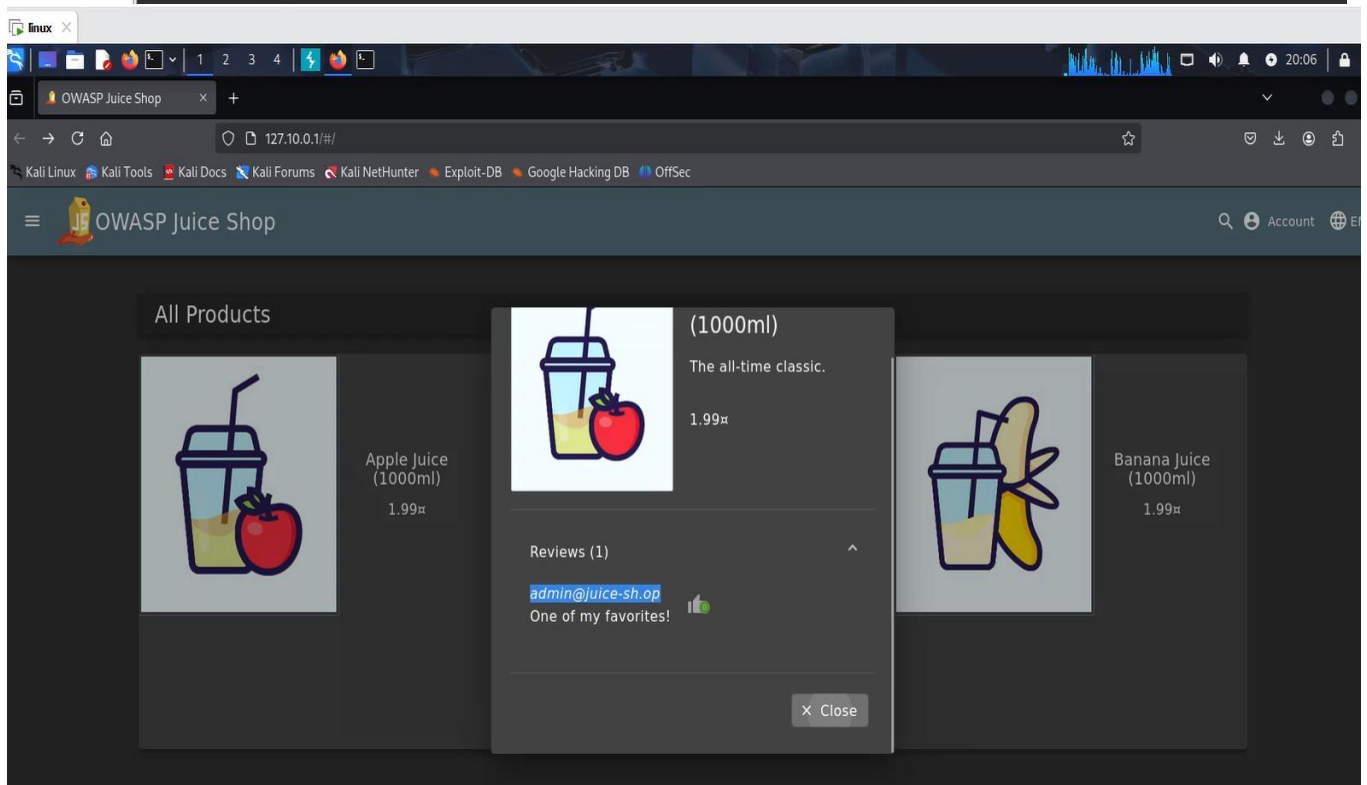 linux
1 2 3 4
20:06
OWASP Juice Shop
127.10.0.1/#/
Kali Linux Kali Tools Kali Docs Kali Forums Kali NetHunter Exploit-DB Google Hacking DB OffSec
OWASP Juice Shop
Account
All Products
Apple Juice
(1000ml)
1.99¤
(1000ml)
The all-time classic.
1.99¤
Reviews (1)
admin@juice-sh.op
One of my favorites!
0
Close
Banana Juice
(1000ml)
1.99¤